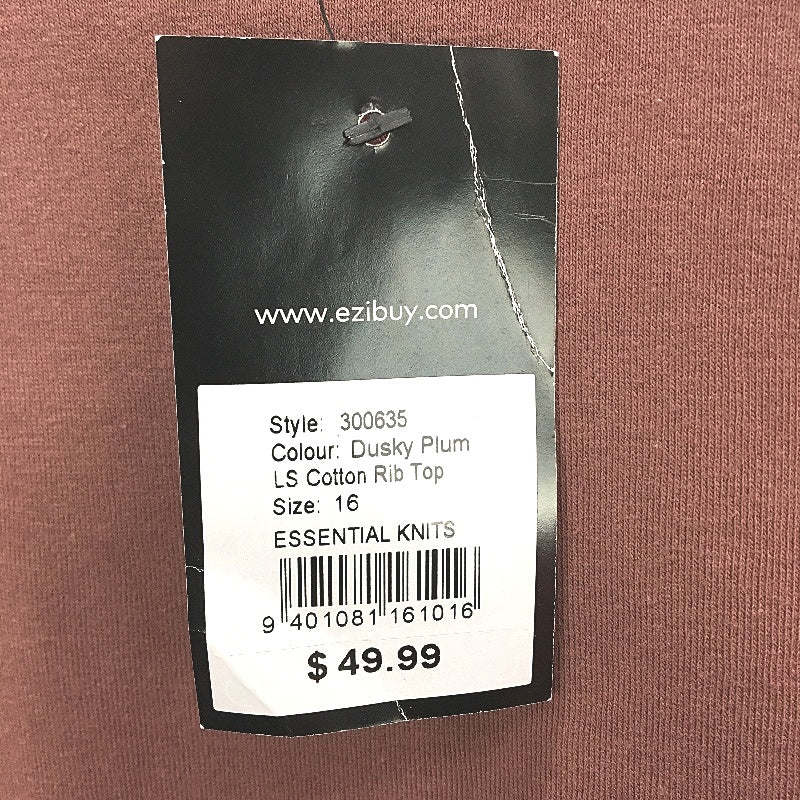 www.ezibuy.com
Style: 300635
Colour: Dusky Plum
LS Cotton Rib Top
Size: 16
ESSENTIAL KNITS
9 401081 161016
$ 49.99